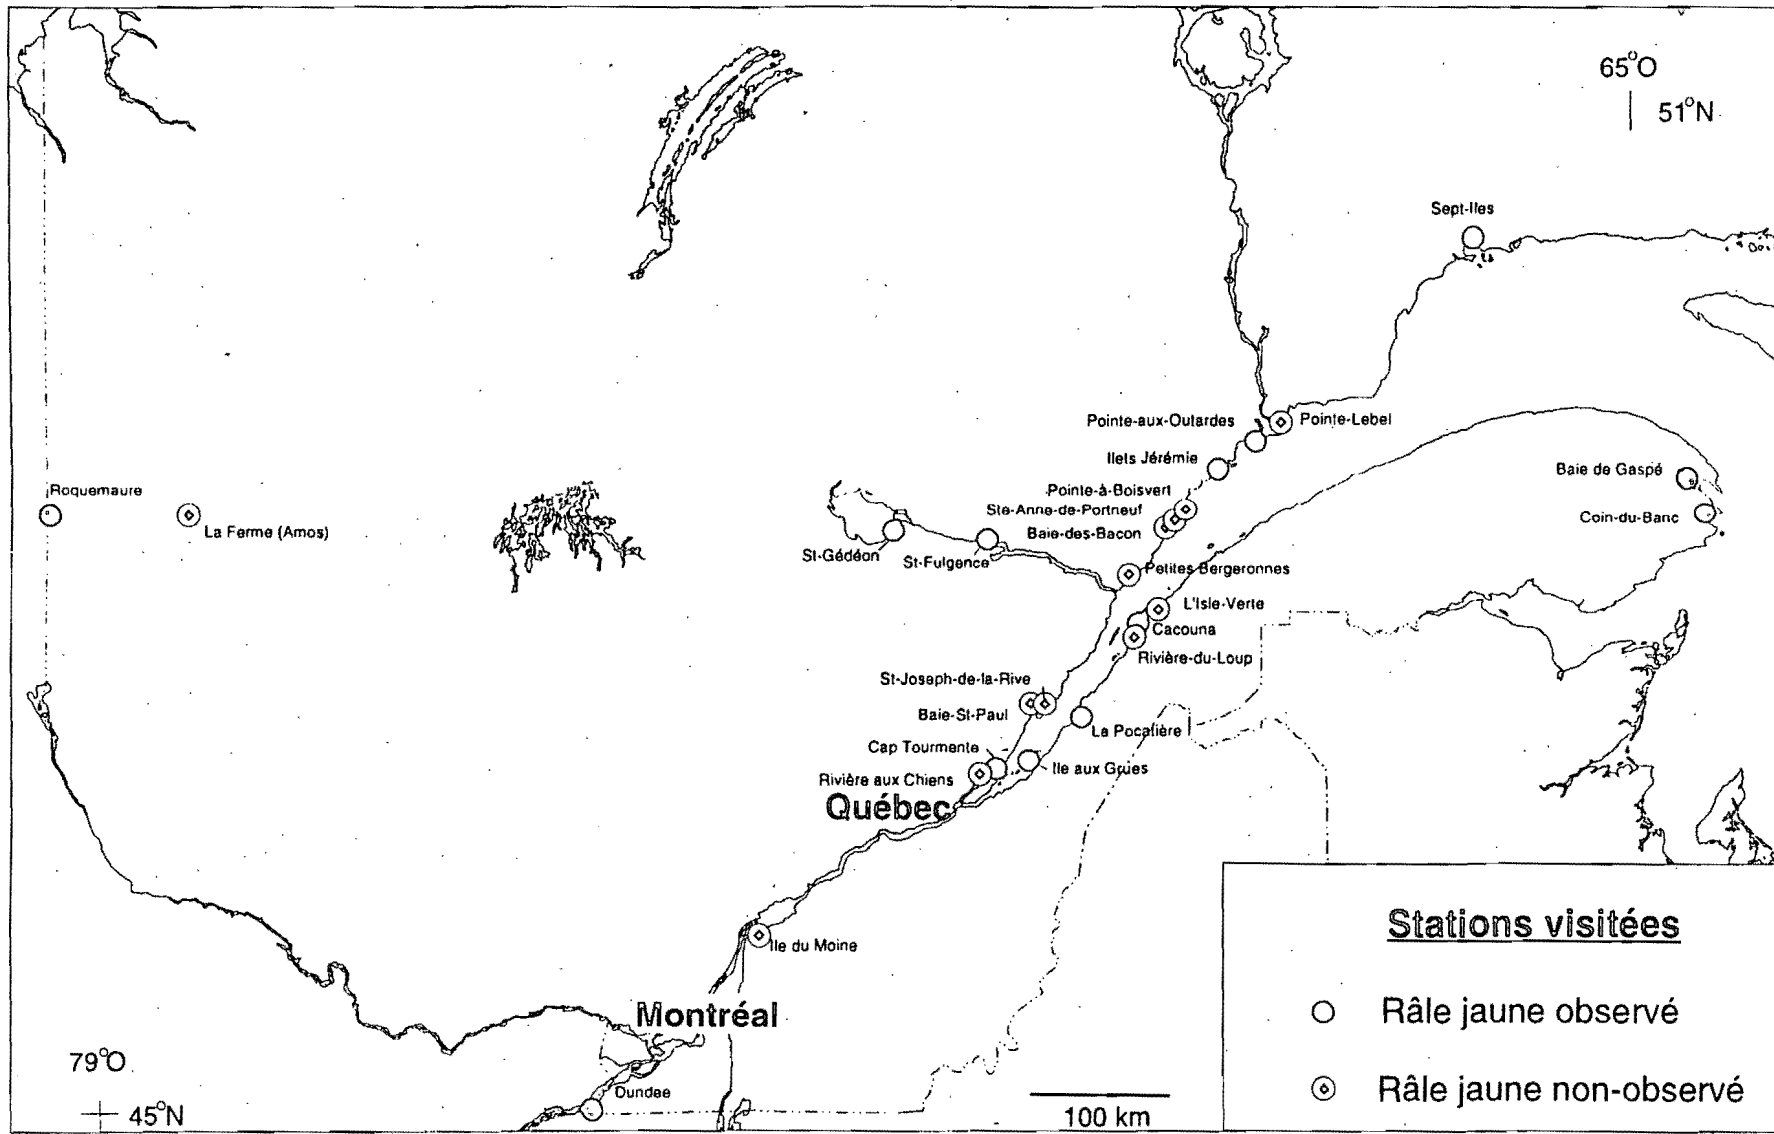 65°O
51°N
Sept-Iles
Pointe-aux-Outardes
Pointe-Lebel
Ilets Jérémie
Baie de Gaspé
Pointe-à-Boisvert
Roquemaure
Ste-Anne-de-Portneuf
Coin-du-Banc
La Ferme (Amos)
Baie-des-Bacon
St-Gédéon
St-Fulgence
Petites Bergeronnes
L'Isle-Verte
Cacouna
Rivière-du-Loup
St-Joseph-de-la-Rive
Baie-St-Paul
La Pocatière
Cap Tourmente
Ile aux Grues
Rivière aux Chiens
Québec
Ile du Moine
Montréal
Dundee
79°O
45°N
100 km
Stations visitées
Râle jaune observé
Râle jaune non-observé